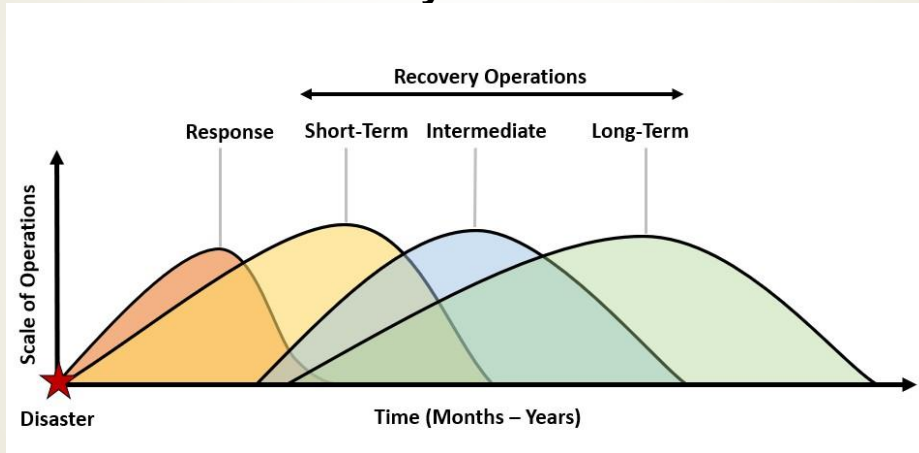 Recovery Operations
Response Short-Term Intermediate Long-Term
Scale of Operations
Disaster
Time (Months – Years)